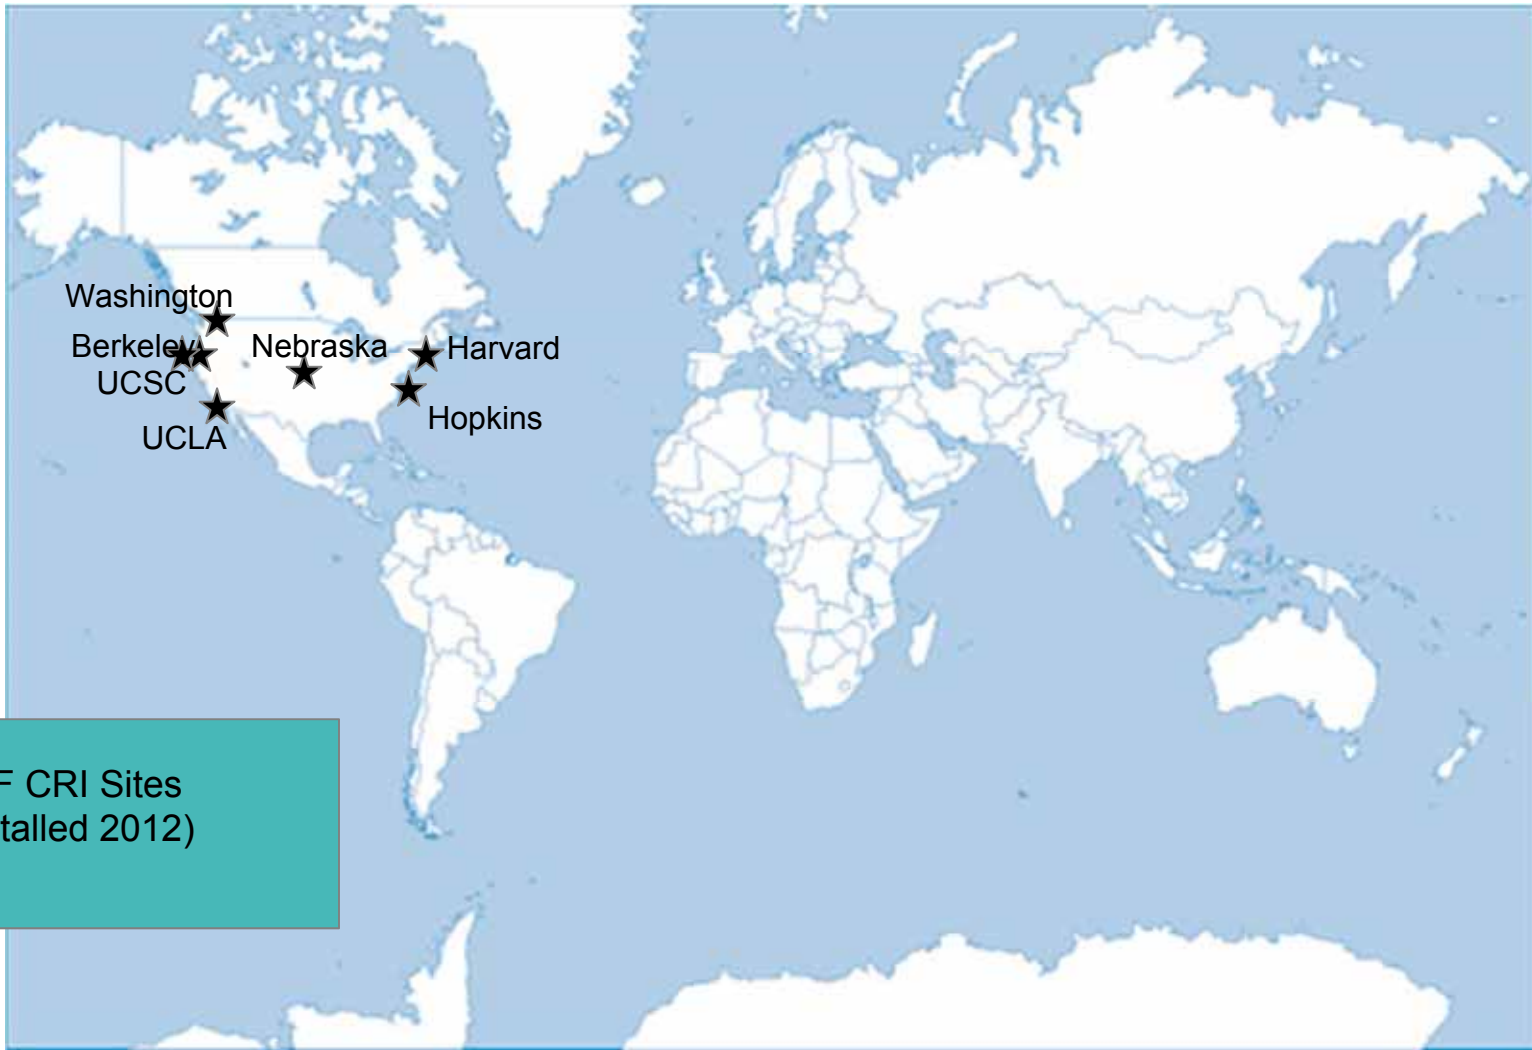 Washington
Berkeley
Nebraska
Harvard
UCSC
Hopkins
UCLA
F CRI Sites
talled 2012)